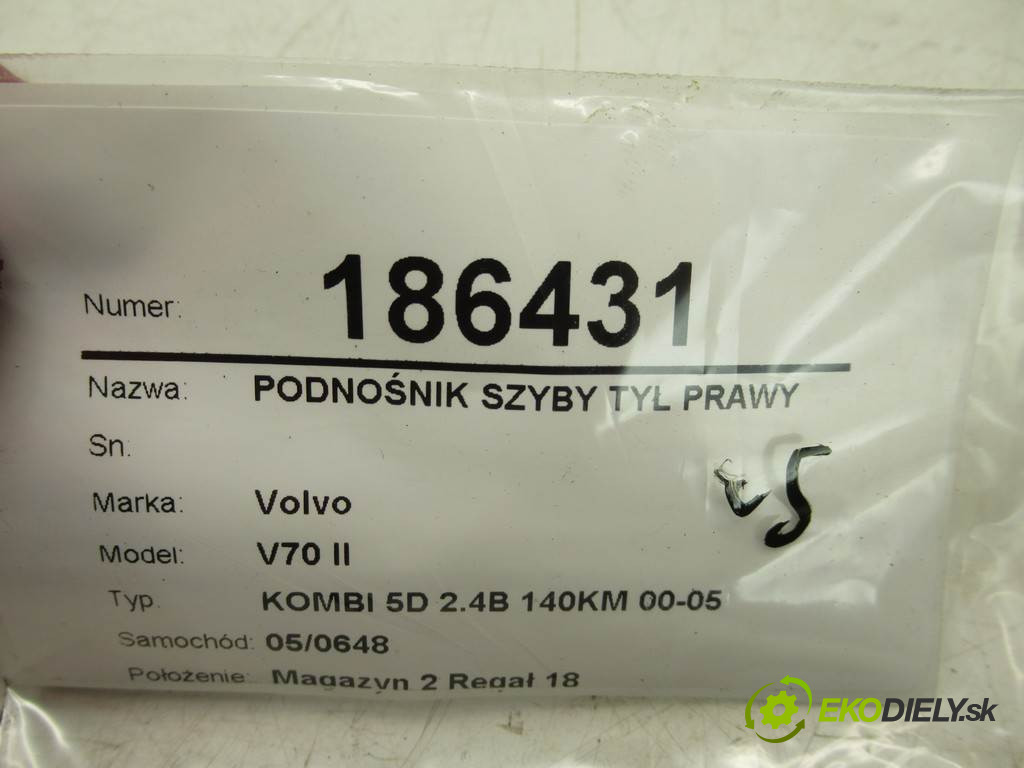 Numer: 186431
Nazwa: PODNOŚNIK SZYBY TYŁ PRAWY
Sn:
Marka: Volvo
Model: V70 II
Typ. KOMBI 5D 2.4B 140KM 00-05
Samochód: 05/0648
Położenie: Magazyn 2 Regał 18
EKODIELY.sk